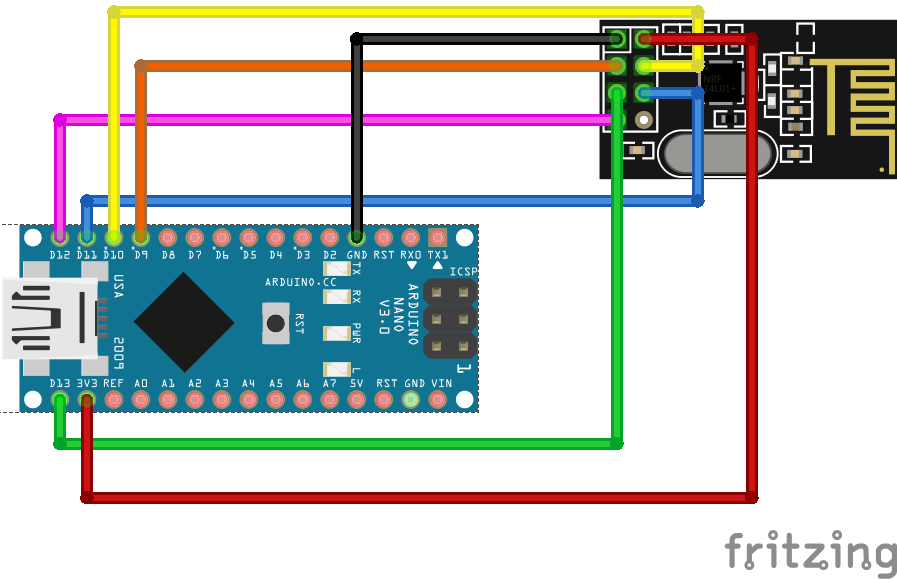 NRF
24L01+
D12 D11 D10 D9 D8 D7 D6 D5 D4 D3 D2 GND RST RX0 TX1
USA
ARDUINO.CC
TX
RX
RST
PWR
L
ARDUINO
NANO
V3.0
ICSP
1
D13 3V3 REF A0 A1 A2 A3 A4 A5 A6 A7 5V RST GND VIN
fritzing